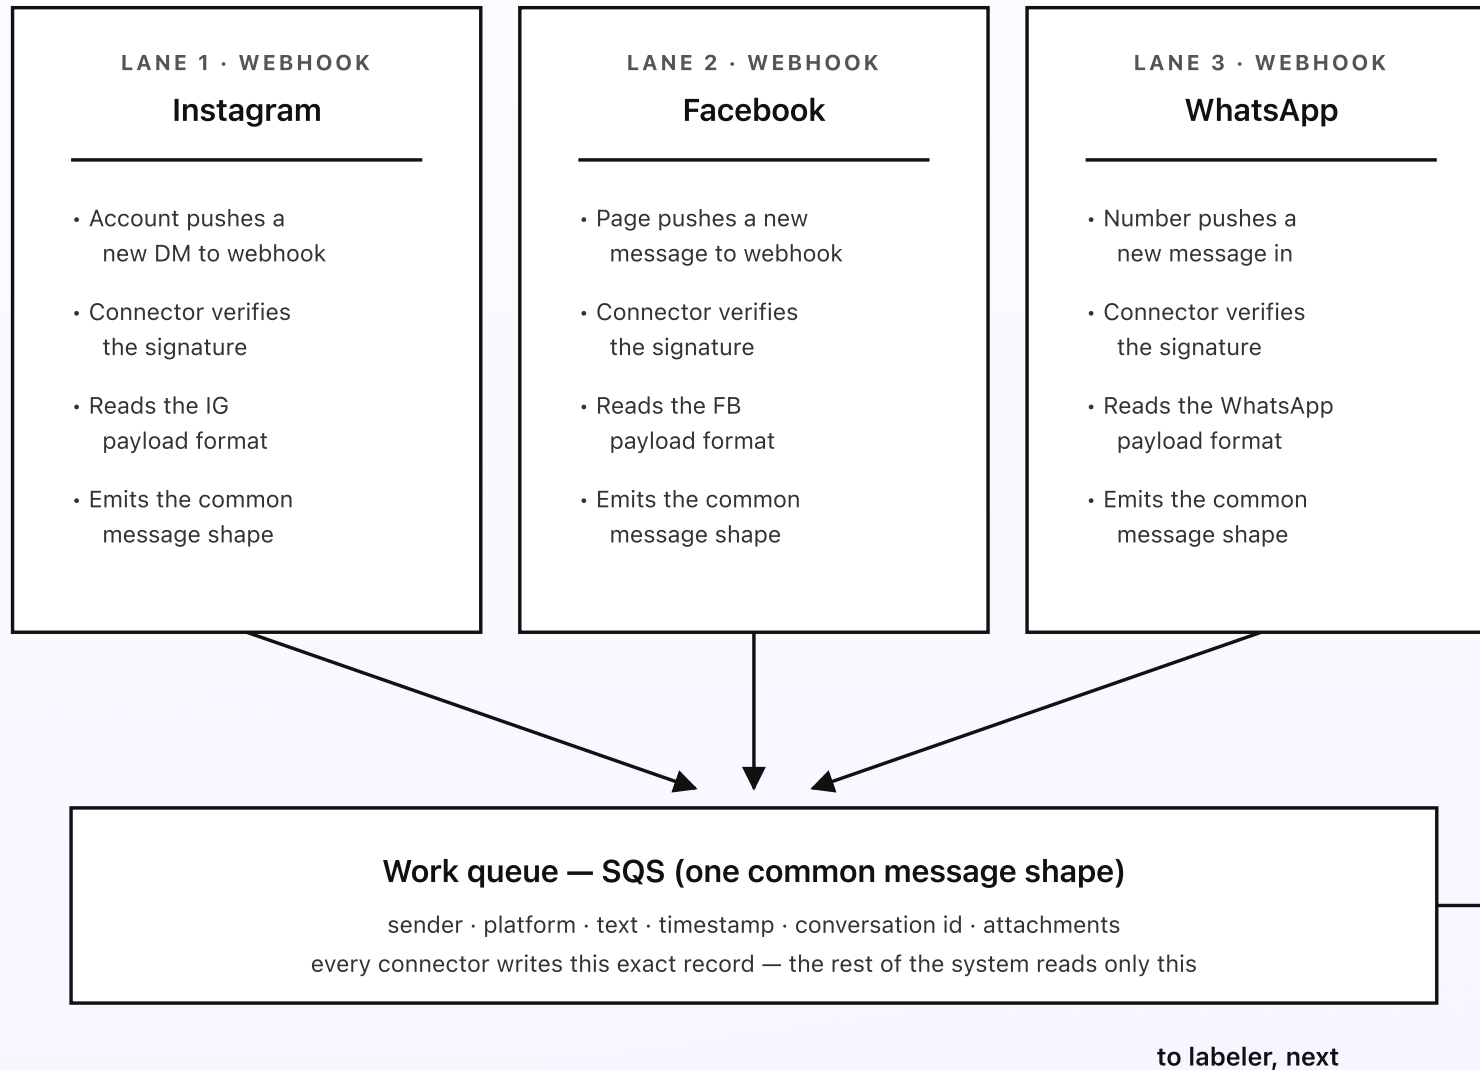 LANE 1 · WEBHOOK
Instagram
• Account pushes a
new DM to webhook
• Connector verifies
the signature
• Reads the IG
payload format
• Emits the common
message shape
LANE 2 · WEBHOOK
Facebook
• Page pushes a new
message to webhook
• Connector verifies
the signature
• Reads the FB
payload format
• Emits the common
message shape
LANE 3 · WEBHOOK
WhatsApp
• Number pushes a
new message in
• Connector verifies
the signature
• Reads the WhatsApp
payload format
• Emits the common
message shape
Work queue — SQS (one common message shape)
sender · platform · text · timestamp · conversation id · attachments
every connector writes this exact record — the rest of the system reads only this
to labeler, next